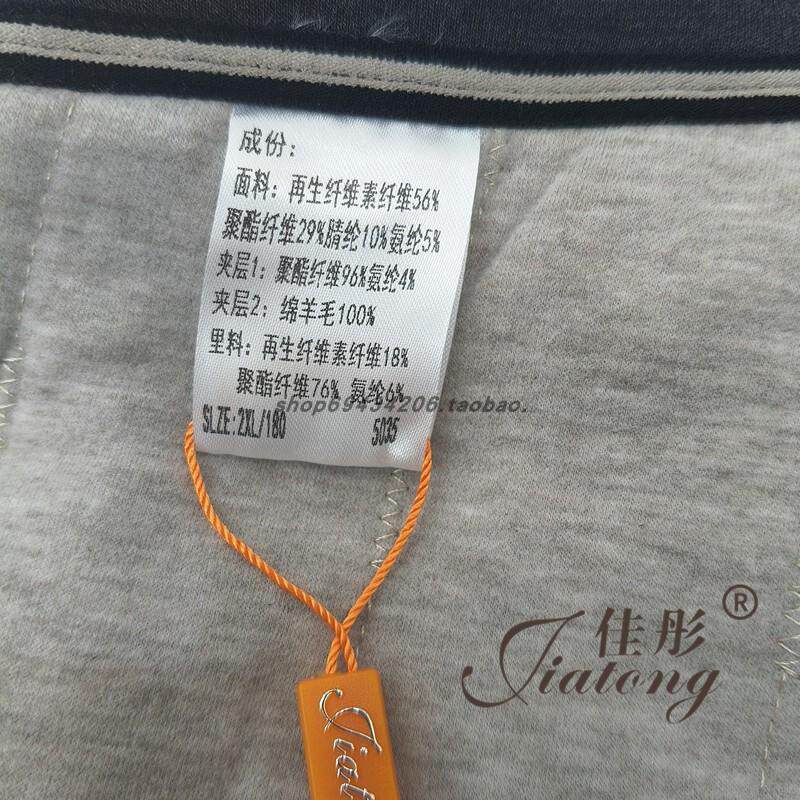 成份：
面料：再生纤维素纤维56%
聚酯纤维29%腈纶10%氨纶5%
夹层1：聚酯纤维96%氨纶4%
夹层2：绵羊毛100%
里料：再生纤维素纤维18%
聚酯纤维76% 氨纶6%
shop69434206.taobao.
SLZE:2XL/180 5035
佳彤®
Jiatong